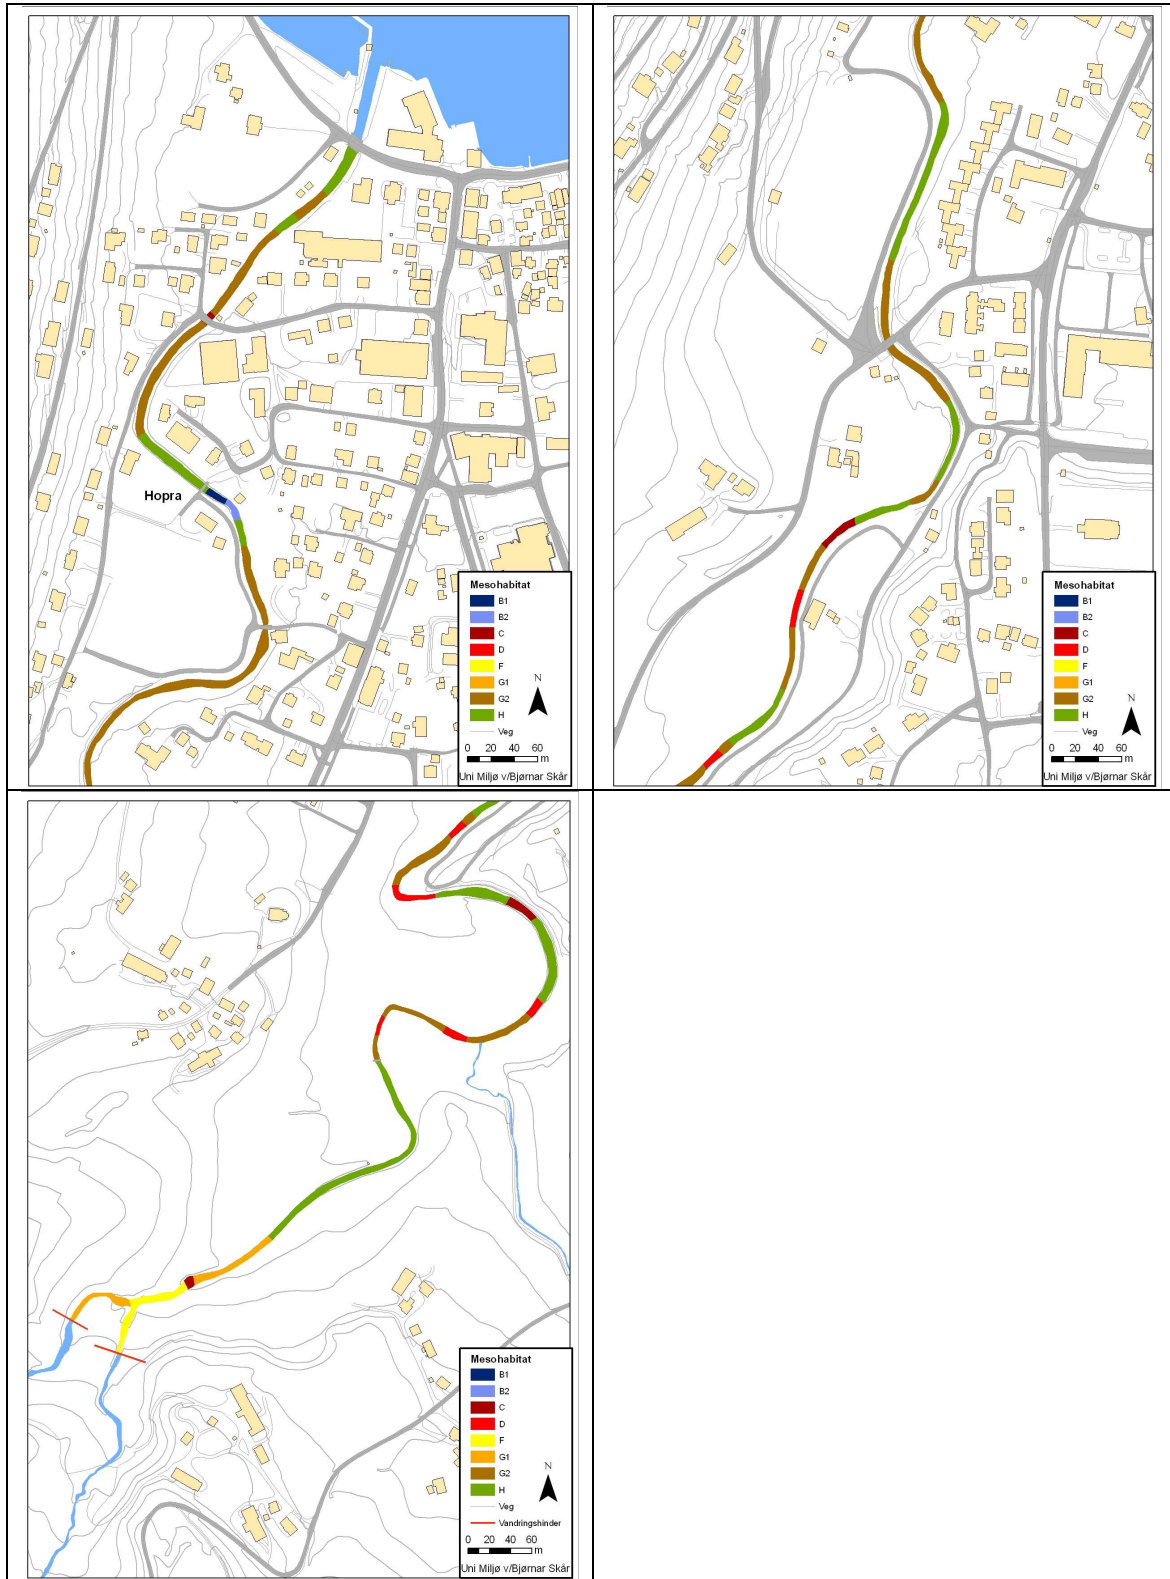 Hopra
Mesohabitat
B1
B2
C
D
F
G1
G2
H
Veg
N
0 20 40 60
m
Uni Miljø v/Bjørnar Skår
Mesohabitat
B1
B2
C
D
F
G1
G2
H
Veg
N
0 20 40 60
m
Uni Miljø v/Bjørnar Skår
Mesohabitat
B1
B2
C
D
F
G1
G2
H
Veg
Vandringshinder
N
0 20 40 60
m
Uni Miljø v/Bjørnar Skår